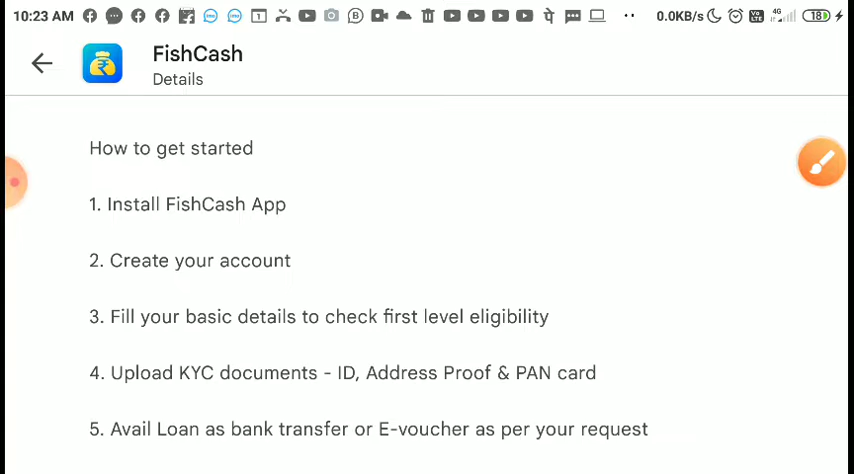 10:23 AM 0.0KB/s 4G 18
FishCash
Details
How to get started
1. Install FishCash App
2. Create your account
3. Fill your basic details to check first level eligibility
4. Upload KYC documents - ID, Address Proof & PAN card
5. Avail Loan as bank transfer or E-voucher as per your request